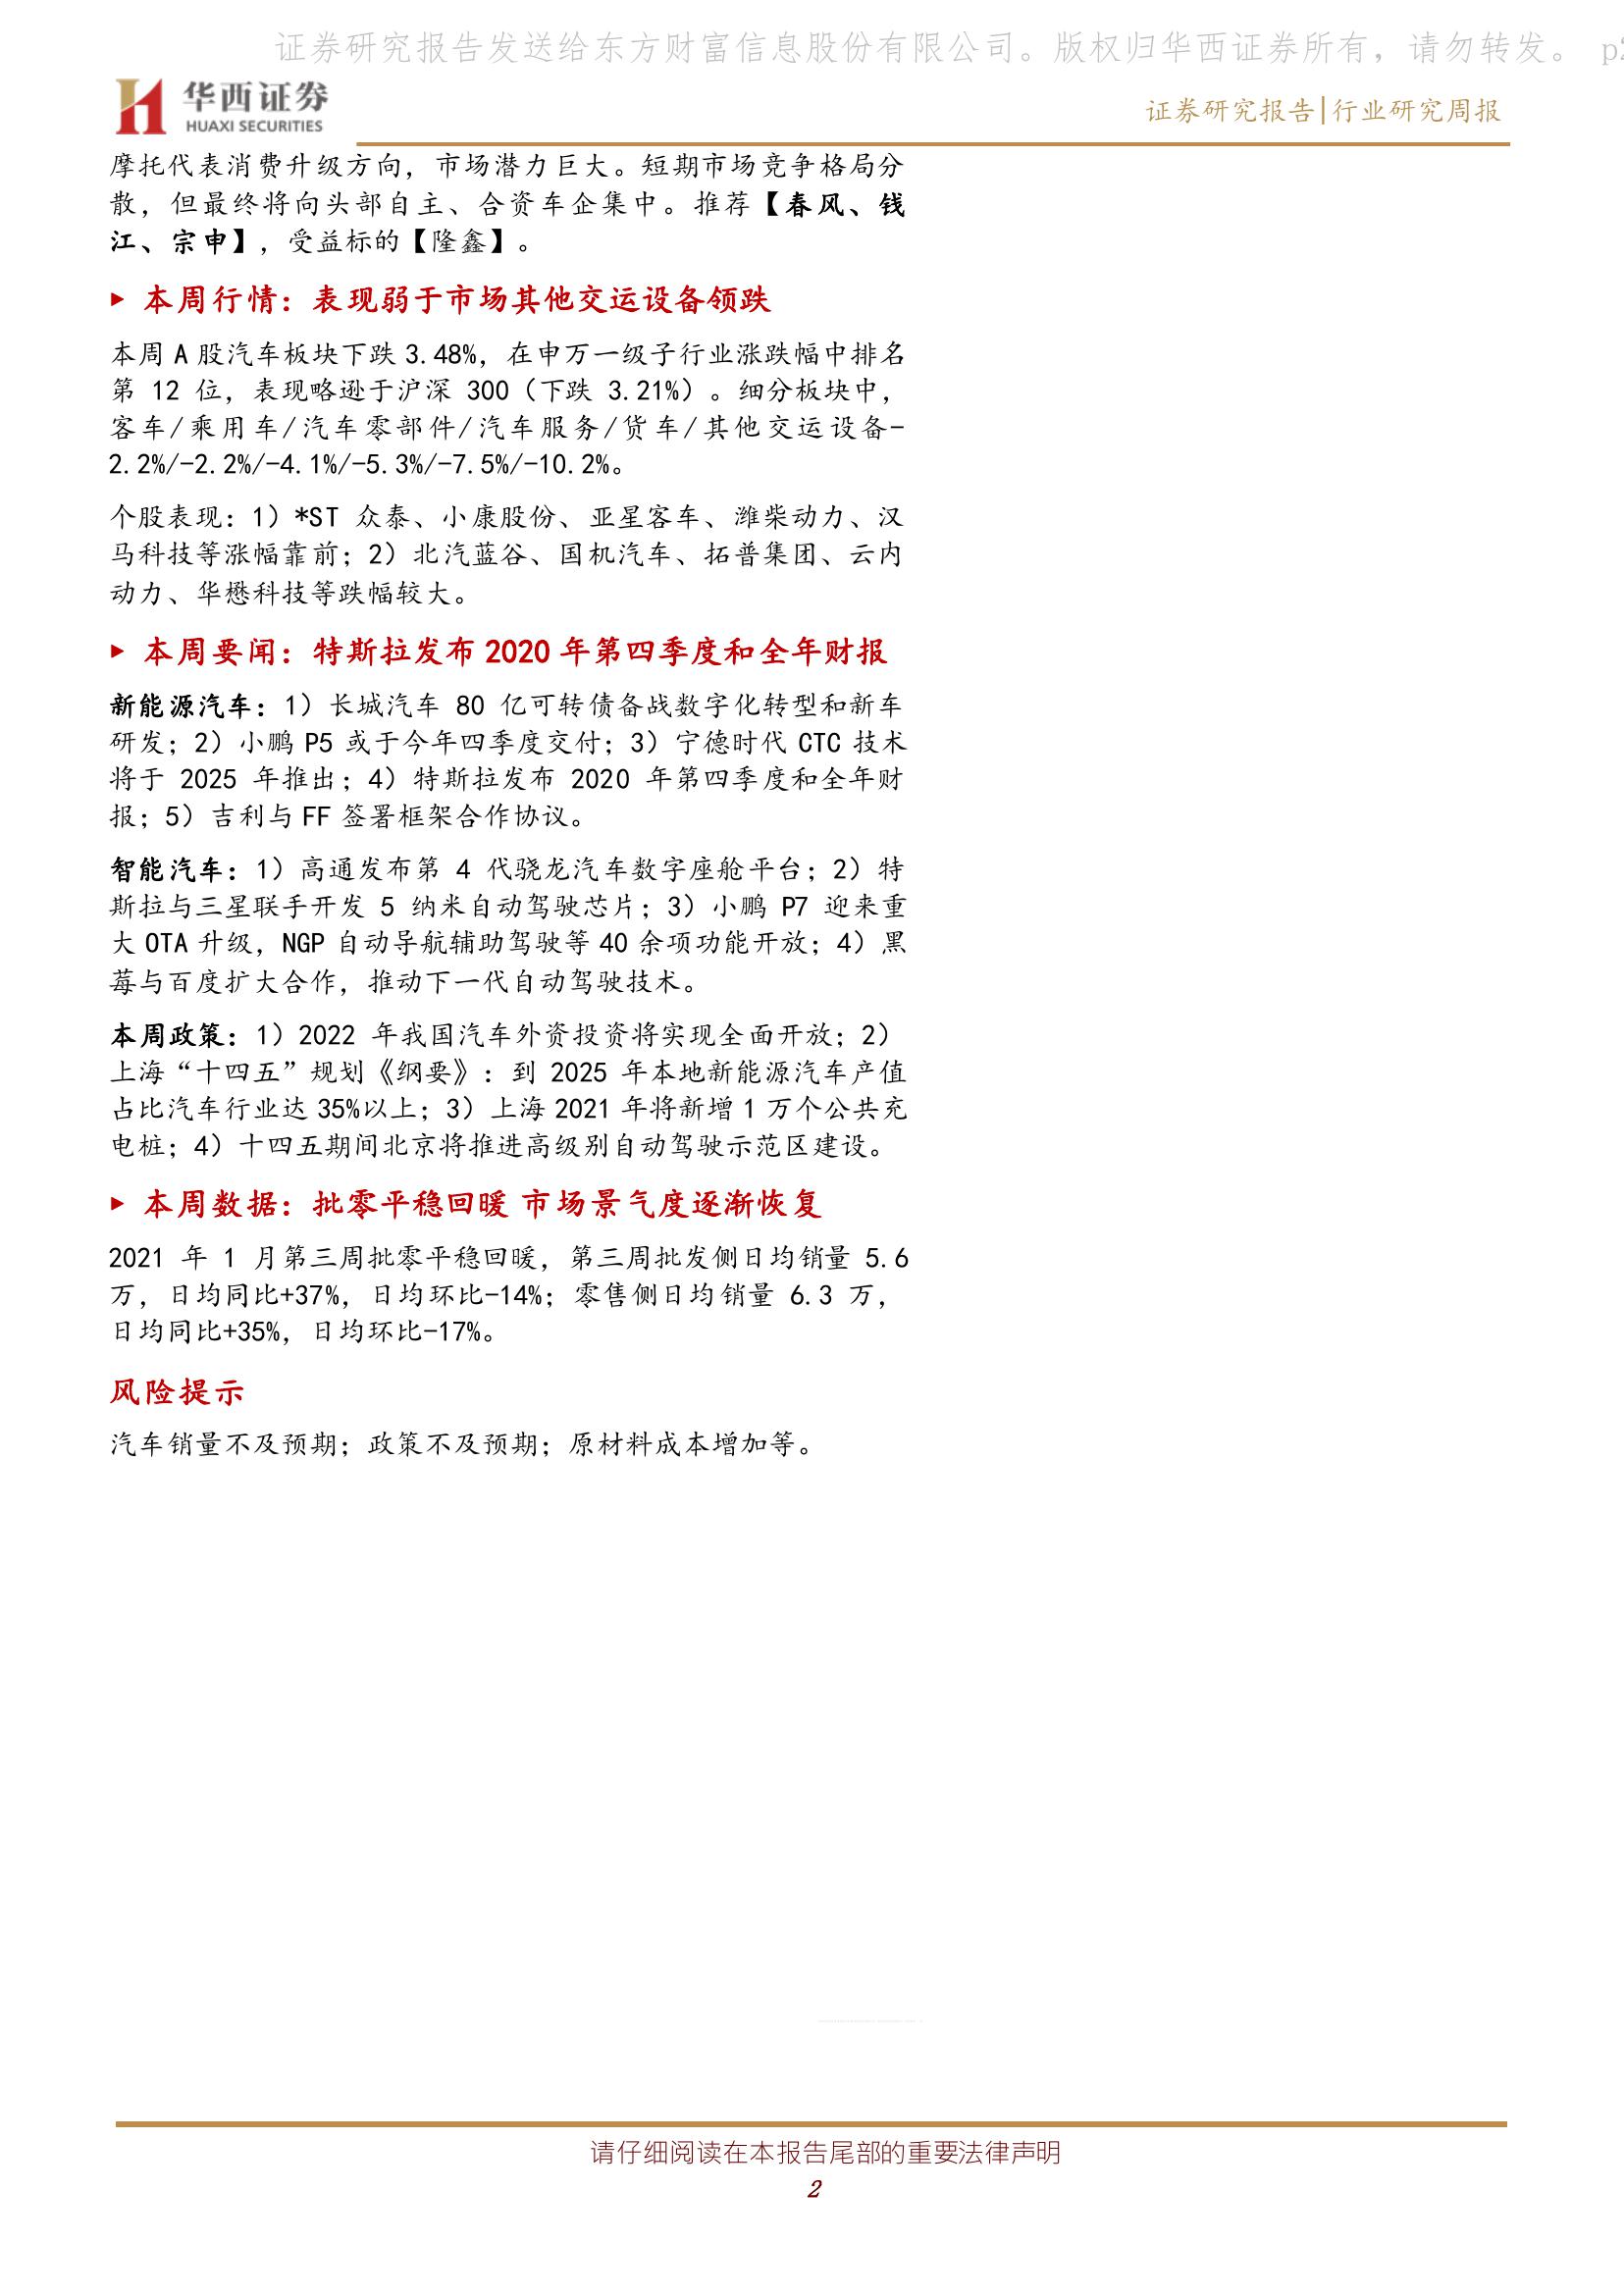 证券研究报告发送给东方财富信息股份有限公司。版权归华西证券所有，请勿转发。 p2
华西证券
HUAXI SECURITIES
证券研究报告|行业研究周报
摩托代表消费升级方向，市场潜力巨大。短期市场竞争格局分
散，但最终将向头部自主、合资车企集中。推荐【春风、钱
江、宗申】，受益标的【隆鑫】。
▶ 本周行情：表现弱于市场其他交运设备领跌
本周 A 股汽车板块下跌 3.48%，在申万一级子行业涨跌幅中排名
第 12 位，表现略逊于沪深 300（下跌 3.21%）。细分板块中，
客车/乘用车/汽车零部件/汽车服务/货车/其他交运设备-
2.2%/-2.2%/-4.1%/-5.3%/-7.5%/-10.2%。
个股表现：1）*ST 众泰、小康股份、亚星客车、潍柴动力、汉
马科技等涨幅靠前；2）北汽蓝谷、国机汽车、拓普集团、云内
动力、华懋科技等跌幅较大。
▶ 本周要闻：特斯拉发布 2020 年第四季度和全年财报
新能源汽车：1）长城汽车 80 亿可转债备战数字化转型和新车
研发；2）小鹏 P5 或于今年四季度交付；3）宁德时代 CTC 技术
将于 2025 年推出；4）特斯拉发布 2020 年第四季度和全年财
报；5）吉利与 FF 签署框架合作协议。
智能汽车：1）高通发布第 4 代骁龙汽车数字座舱平台；2）特
斯拉与三星联手开发 5 纳米自动驾驶芯片；3）小鹏 P7 迎来重
大 OTA 升级，NGP 自动导航辅助驾驶等 40 余项功能开放；4）黑
莓与百度扩大合作，推动下一代自动驾驶技术。
本周政策：1）2022 年我国汽车外资投资将实现全面开放；2）
上海“十四五”规划《纲要》：到 2025 年本地新能源汽车产值
占比汽车行业达 35%以上；3）上海 2021 年将新增 1 万个公共充
电桩；4）十四五期间北京将推进高级别自动驾驶示范区建设。
▶ 本周数据：批零平稳回暖 市场景气度逐渐恢复
2021 年 1 月第三周批零平稳回暖，第三周批发侧日均销量 5.6
万，日均同比+37%，日均环比-14%；零售侧日均销量 6.3 万，
日均同比+35%，日均环比-17%。
风险提示
汽车销量不及预期；政策不及预期；原材料成本增加等。
请仔细阅读在本报告尾部的重要法律声明
2